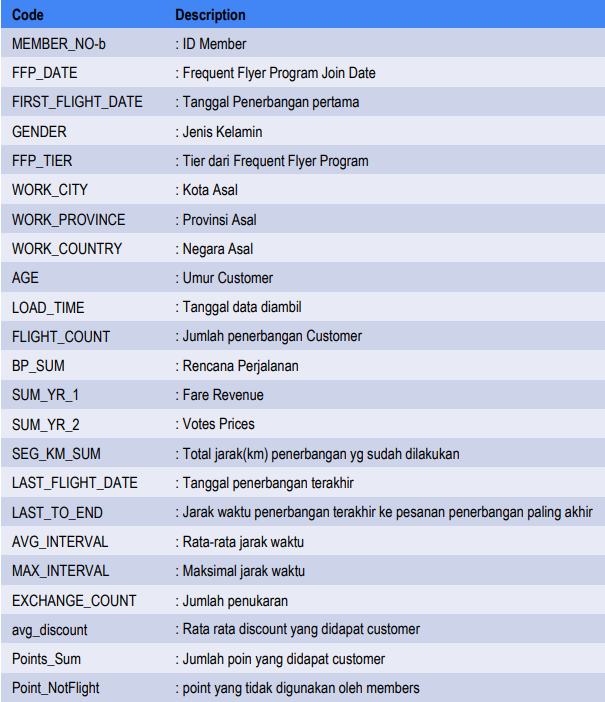 Code Description
MEMBER_NO-b : ID Member
FFP_DATE : Frequent Flyer Program Join Date
FIRST_FLIGHT_DATE : Tanggal Penerbangan pertama
GENDER : Jenis Kelamin
FFP_TIER : Tier dari Frequent Flyer Program
WORK_CITY : Kota Asal
WORK_PROVINCE : Provinsi Asal
WORK_COUNTRY : Negara Asal
AGE : Umur Customer
LOAD_TIME : Tanggal data diambil
FLIGHT_COUNT : Jumlah penerbangan Customer
BP_SUM : Rencana Perjalanan
SUM_YR_1 : Fare Revenue
SUM_YR_2 : Votes Prices
SEG_KM_SUM : Total jarak(km) penerbangan yg sudah dilakukan
LAST_FLIGHT_DATE : Tanggal penerbangan terakhir
LAST_TO_END : Jarak waktu penerbangan terakhir ke pesanan penerbangan paling akhir
AVG_INTERVAL : Rata-rata jarak waktu
MAX_INTERVAL : Maksimal jarak waktu
EXCHANGE_COUNT : Jumlah penukaran
avg_discount : Rata rata discount yang didapat customer
Points_Sum : Jumlah poin yang didapat customer
Point_NotFlight : point yang tidak digunakan oleh members